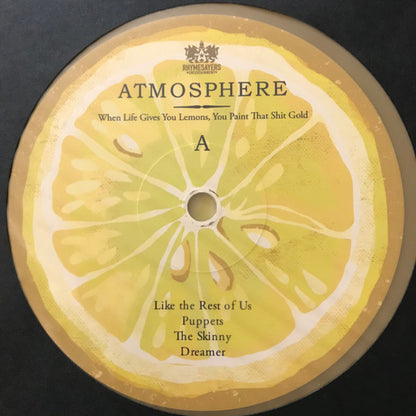 RHYMESAYERS
ENTERTAINMENT
ATMOSPHERE
When Life Gives You Lemons, You Paint That Shit Gold
A
Like the Rest of Us
Puppets
The Skinny
Dreamer